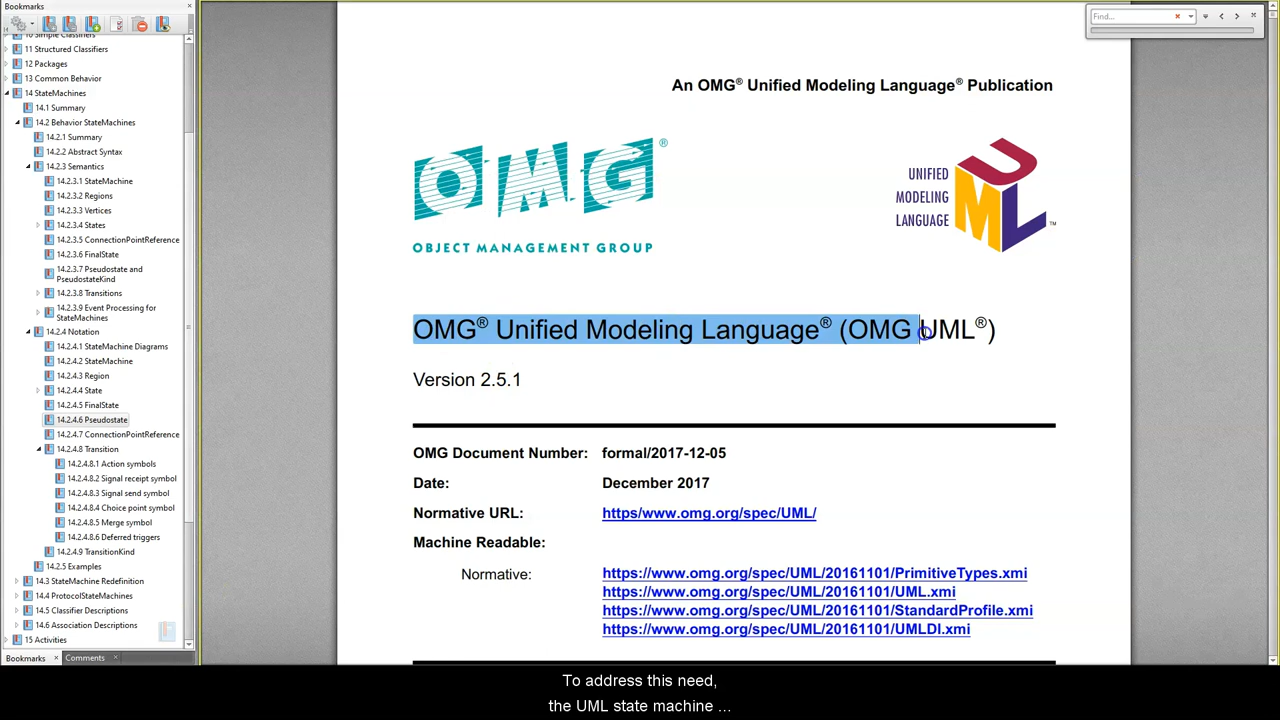 Bookmarks
10 Simple Classifiers
11 Structured Classifiers
12 Packages
13 Common Behavior
14 StateMachines
14.1 Summary
14.2 Behavior StateMachines
14.2.1 Summary
14.2.2 Abstract Syntax
14.2.3 Semantics
14.2.3.1 StateMachine
14.2.3.2 Regions
14.2.3.3 Vertices
14.2.3.4 States
14.2.3.5 ConnectionPointReference
14.2.3.6 FinalState
14.2.3.7 Pseudostate and
PseudostateKind
14.2.3.8 Transitions
14.2.3.9 Event Processing for
StateMachines
14.2.4 Notation
14.2.4.1 StateMachine Diagrams
14.2.4.2 StateMachine
14.2.4.3 Region
14.2.4.4 State
14.2.4.5 FinalState
14.2.4.6 Pseudostate
14.2.4.7 ConnectionPointReference
14.2.4.8 Transition
14.2.4.8.1 Action symbols
14.2.4.8.2 Signal receipt symbol
14.2.4.8.3 Signal send symbol
14.2.4.8.4 Choice point symbol
14.2.4.8.5 Merge symbol
14.2.4.8.6 Deferred triggers
14.2.4.9 TransitionKind
14.2.5 Examples
14.3 StateMachine Redefinition
14.4 ProtocolStateMachines
14.5 Classifier Descriptions
14.6 Association Descriptions
15 Activities
Bookmarks
Comments
Find...
An OMG® Unified Modeling Language® Publication
OMG®
OBJECT MANAGEMENT GROUP
UNIFIED
MODELING
LANGUAGE
UML™
OMG® Unified Modeling Language® (OMG UML®)
Version 2.5.1
OMG Document Number: formal/2017-12-05
Date: December 2017
Normative URL: https/www.omg.org/spec/UML/
Machine Readable:
Normative: https://www.omg.org/spec/UML/20161101/PrimitiveTypes.xmi
https://www.omg.org/spec/UML/20161101/UML.xmi
https://www.omg.org/spec/UML/20161101/StandardProfile.xmi
https://www.omg.org/spec/UML/20161101/UMLDI.xmi
To address this need,
the UML state machine ...